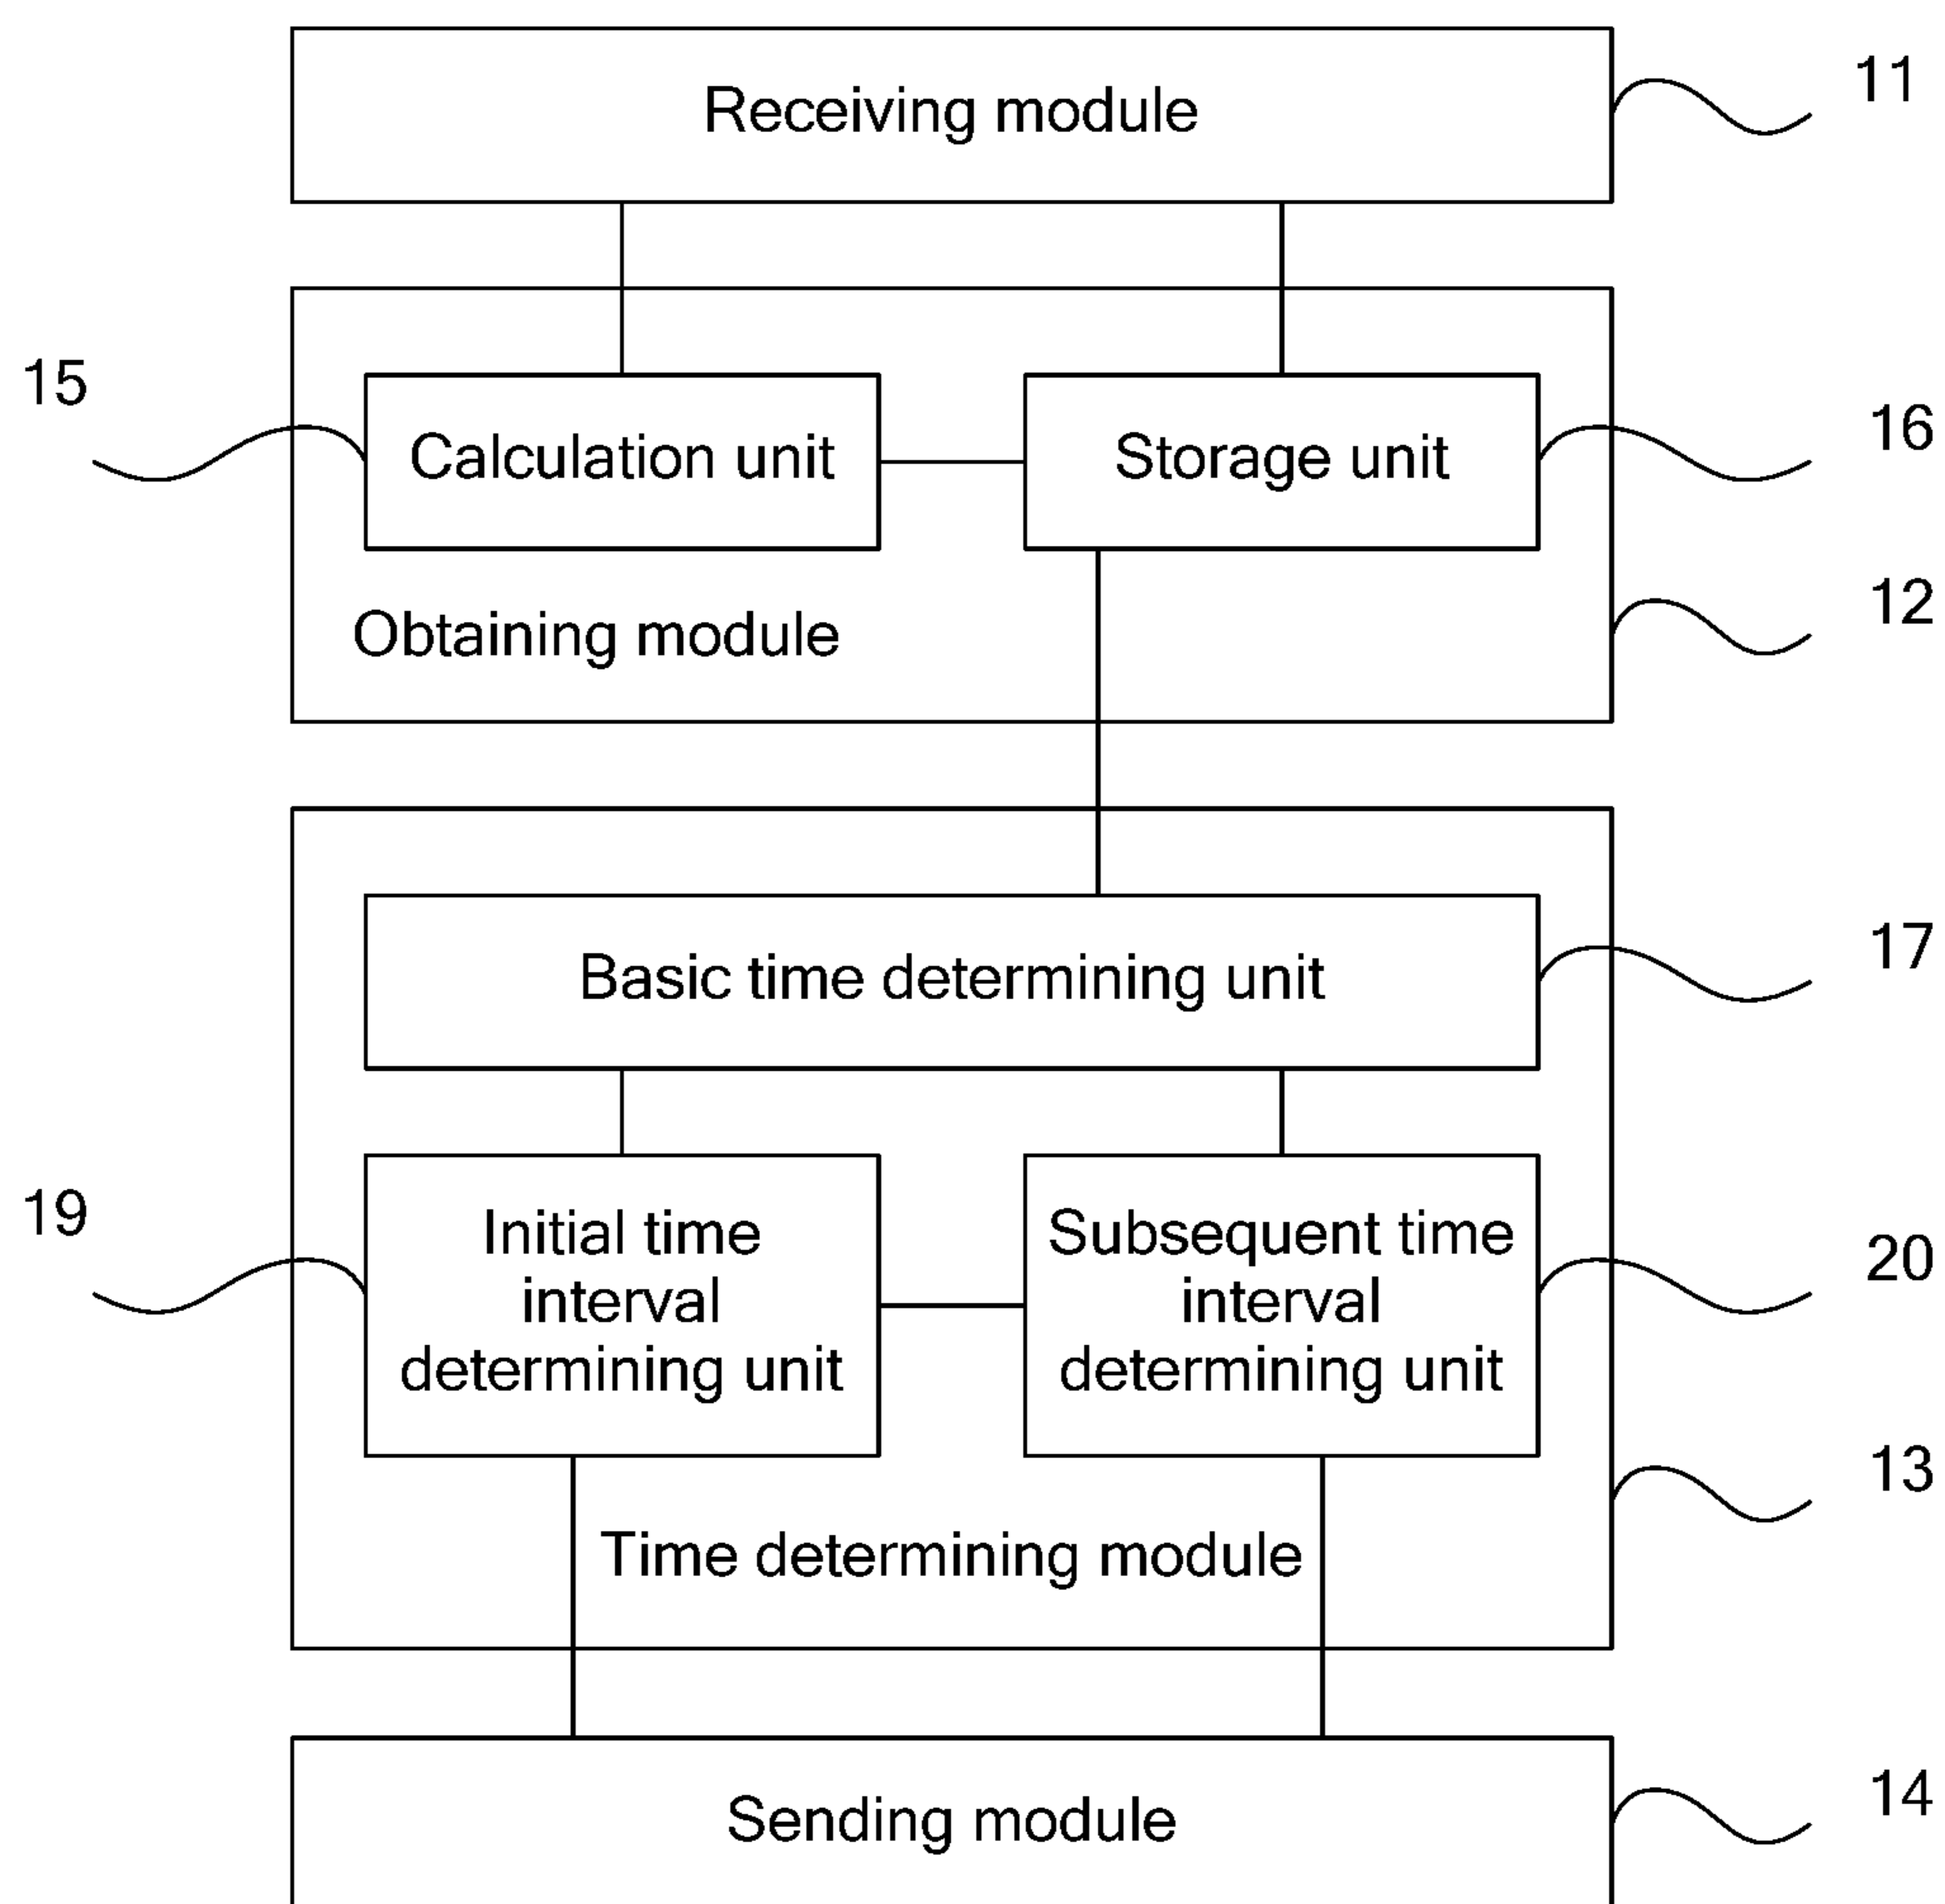 Receiving module
11
15
Calculation unit
Storage unit
16
Obtaining module
12
Basic time determining unit
17
19
Initial time
interval
determining unit
Subsequent time
interval
determining unit
20
13
Time determining module
Sending module
14